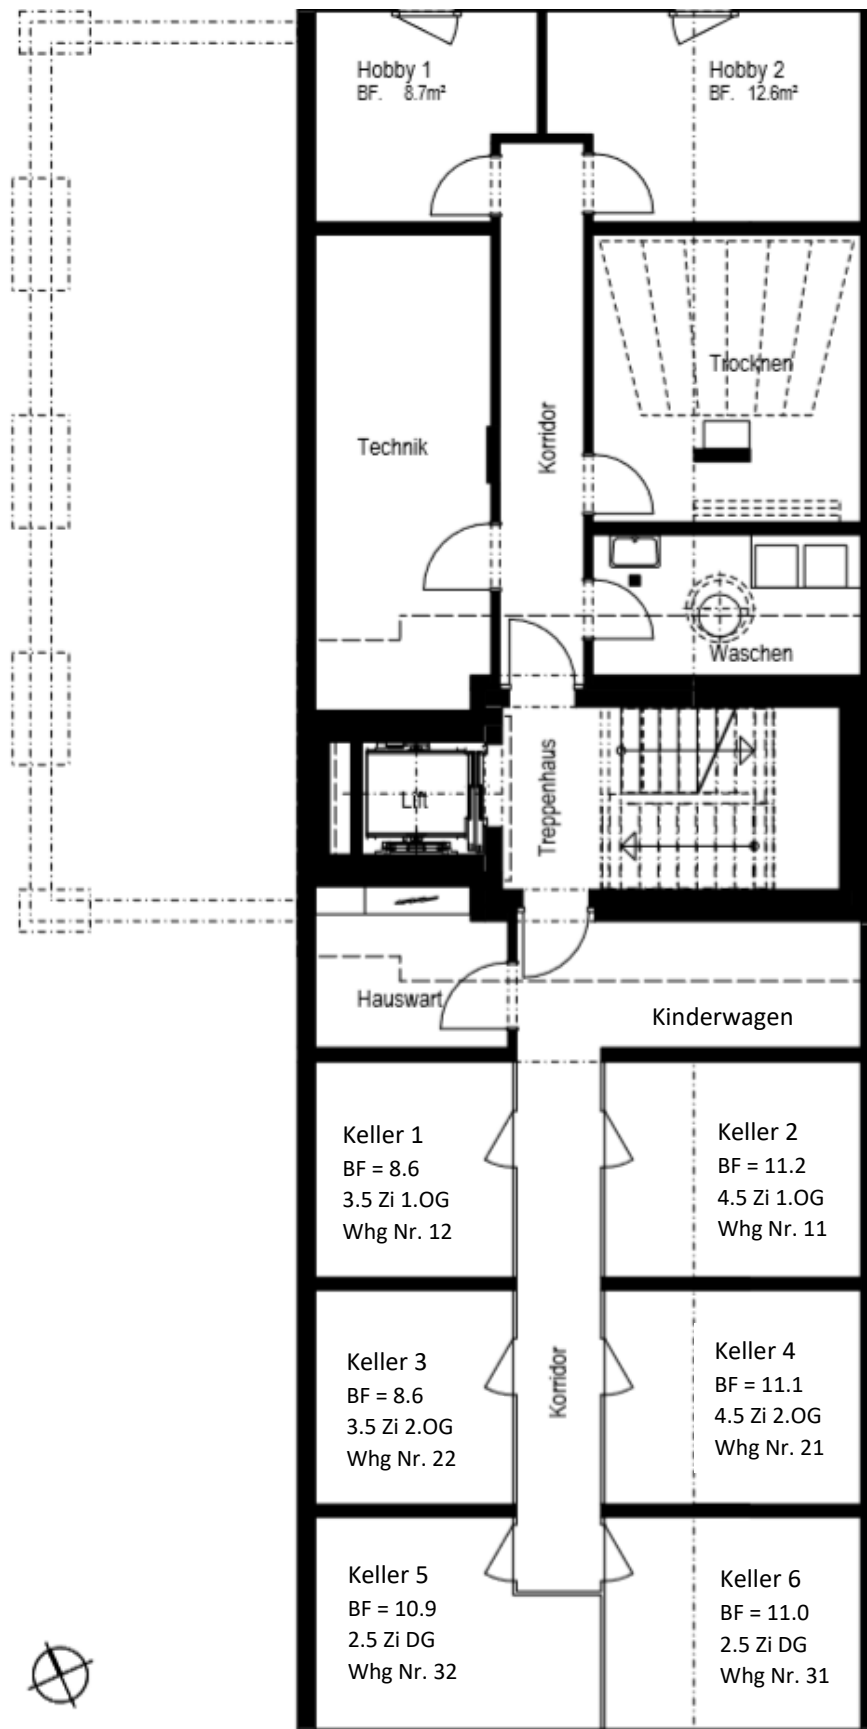 Hobby 1
BF. 8.7m²
Hobby 2
BF. 12.6m²
Trocknen
Technik
Korridor
Waschen
Lift
Treppenhaus
Hauswart
Kinderwagen
Keller 1
BF = 8.6
3.5 Zi 1.OG
Whg Nr. 12
Keller 2
BF = 11.2
4.5 Zi 1.OG
Whg Nr. 11
Keller 3
BF = 8.6
3.5 Zi 2.OG
Whg Nr. 22
Korridor
Keller 4
BF = 11.1
4.5 Zi 2.OG
Whg Nr. 21
Keller 5
BF = 10.9
2.5 Zi DG
Whg Nr. 32
Keller 6
BF = 11.0
2.5 Zi DG
Whg Nr. 31